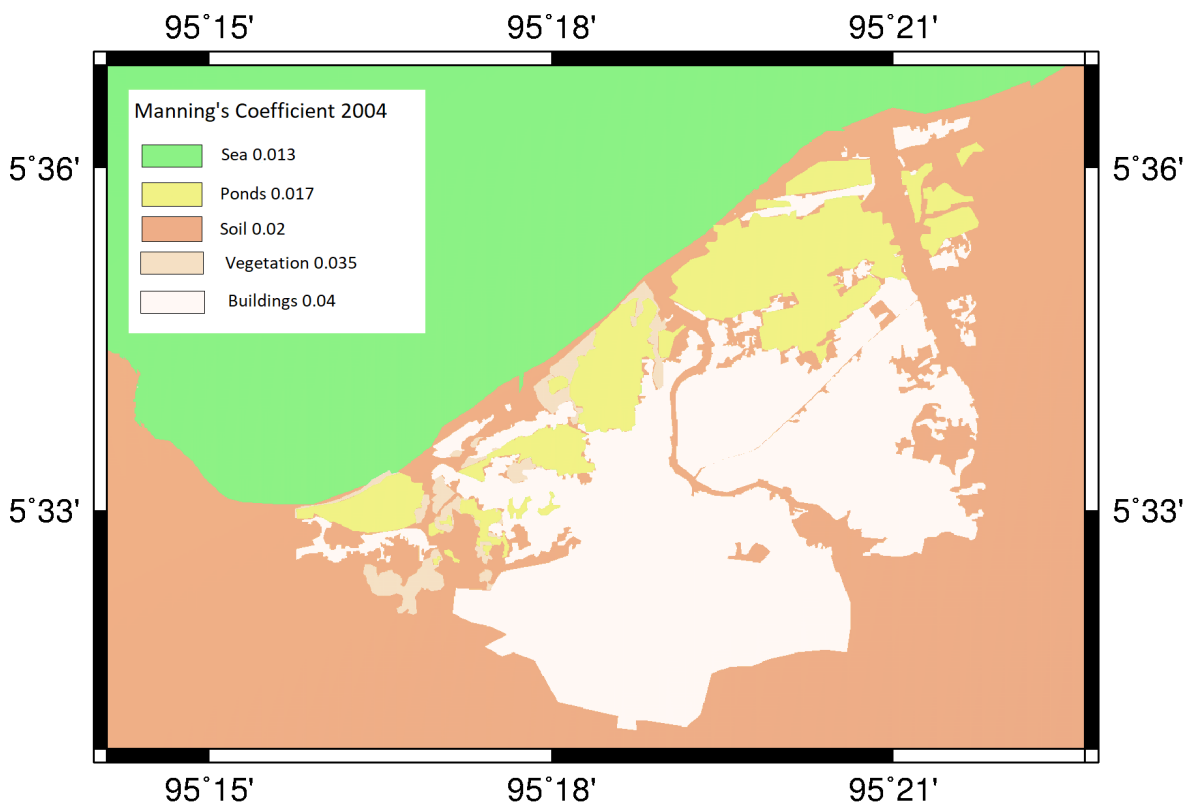 95˚15' 95˚18' 95˚21'
Manning's Coefficient 2004
Sea 0.013
5˚36' 5˚36'
Ponds 0.017
Soil 0.02
Vegetation 0.035
Buildings 0.04
5˚33' 5˚33'
95˚15' 95˚18' 95˚21'